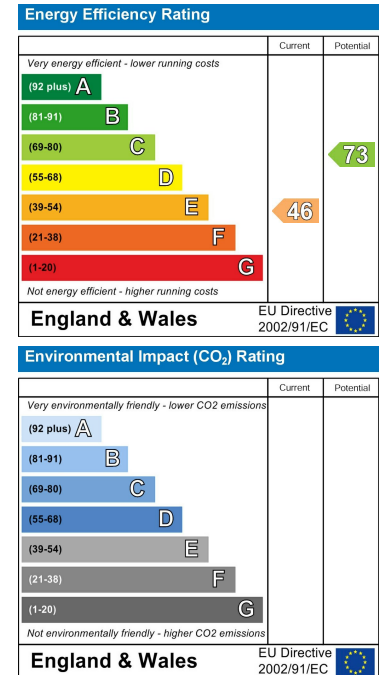 Energy Efficiency Rating
Current Potential
Very energy efficient - lower running costs
(92 plus) A
(81-91) B
(69-80) C
73
(55-68) D
(39-54) E
46
(21-38) F
(1-20) G
Not energy efficient - higher running costs
England & Wales
EU Directive
2002/91/EC
Environmental Impact (CO₂) Rating
Current Potential
Very environmentally friendly - lower CO2 emissions
(92 plus) A
(81-91) B
(69-80) C
(55-68) D
(39-54) E
(21-38) F
(1-20) G
Not environmentally friendly - higher CO2 emissions
England & Wales
EU Directive
2002/91/EC